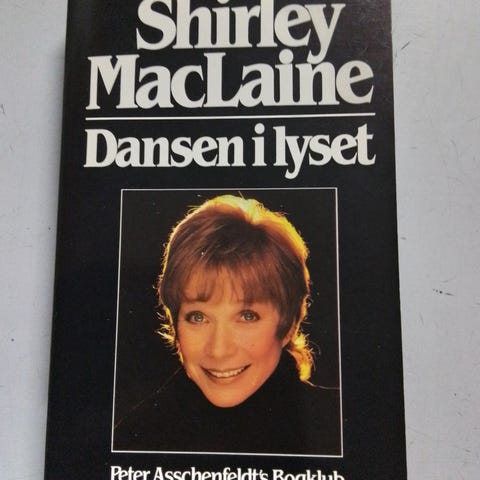 Shirley
MacLaine
Dansen i lyset
Peter Asschenfeldt's Bogklub